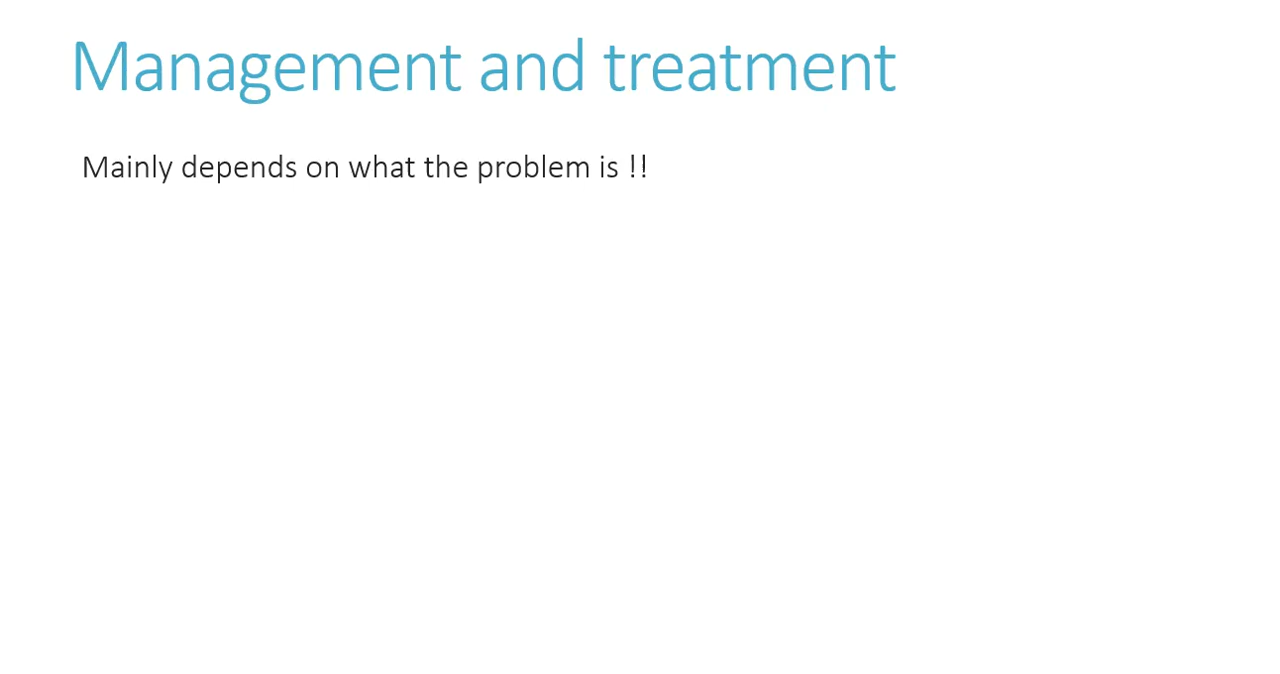 Management and treatment
Mainly depends on what the problem is !!